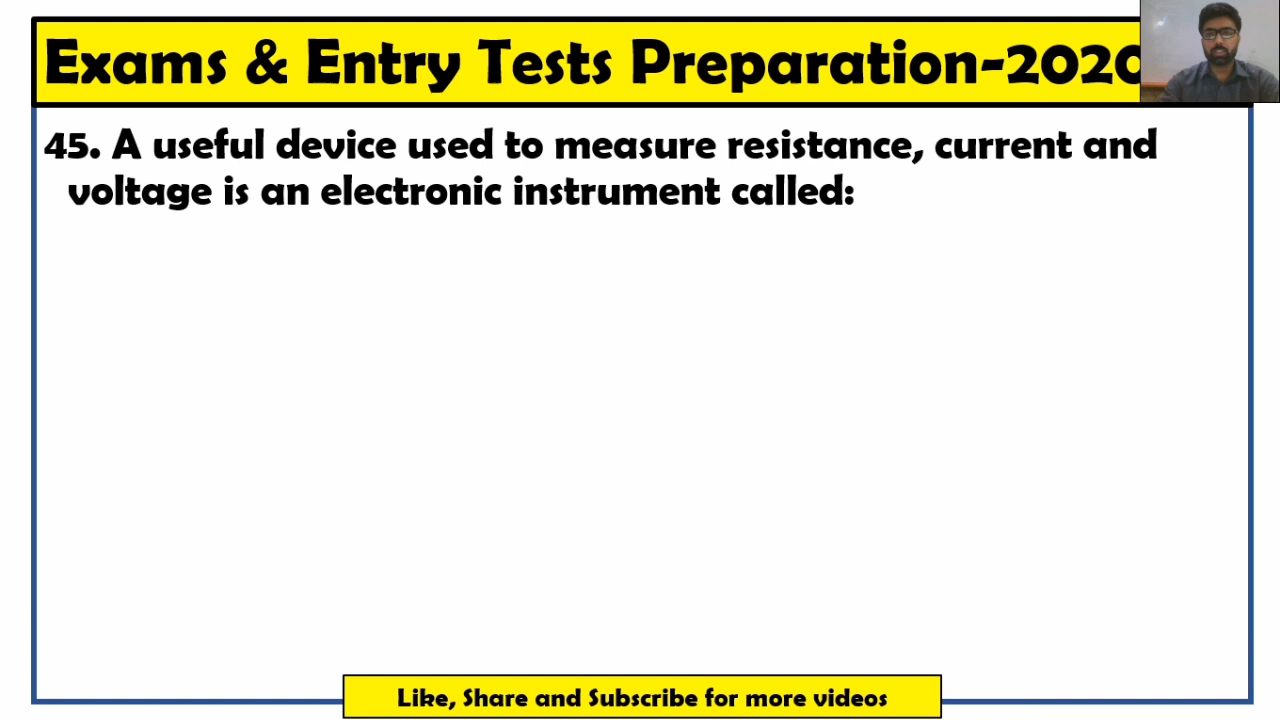 Exams & Entry Tests Preparation-2020
45. A useful device used to measure resistance, current and
voltage is an electronic instrument called:
Like, Share and Subscribe for more videos